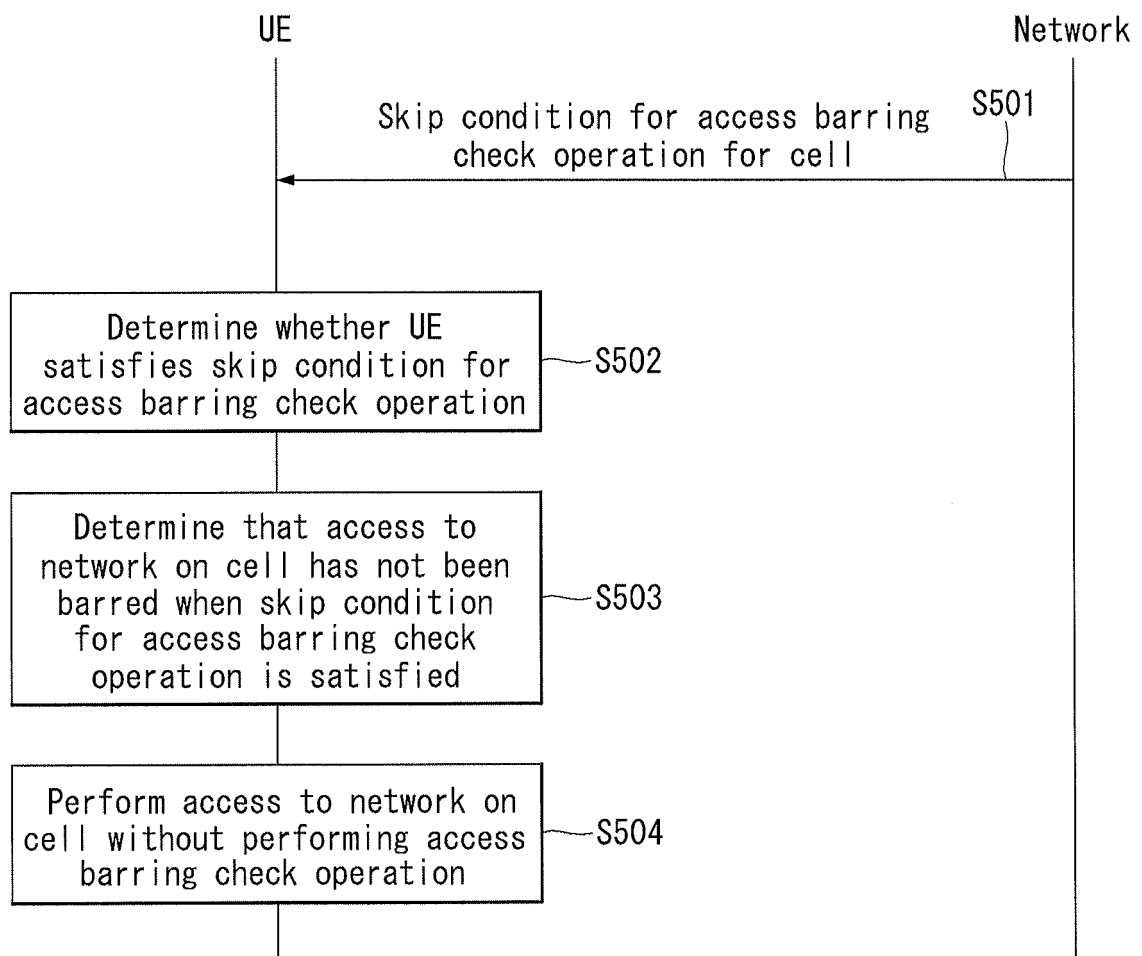 UE
Network
S501
Skip condition for access barring
check operation for cell
Determine whether UE
satisfies skip condition for
access barring check operation
S502
Determine that access to
network on cell has not been
barred when skip condition
for access barring check
operation is satisfied
S503
Perform access to network on
cell without performing access
barring check operation
S504